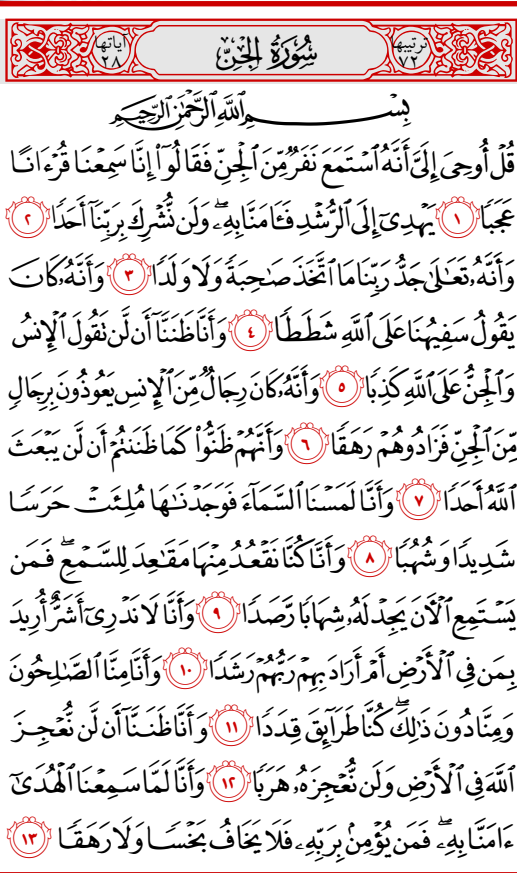 ترتيبها ٧٢ سُورَةُ الجِنّ آياتها ٢٨
بِسْمِ ٱللَّهِ ٱلرَّحْمَٰنِ ٱلرَّحِيمِ
قُلْ أُوحِىَ إِلَىَّ أَنَّهُ ٱسْتَمَعَ نَفَرٌ مِّنَ ٱلْجِنِّ فَقَالُوٓا۟ إِنَّا سَمِعْنَا قُرْءَانًا
عَجَبًا ١ يَهْدِىٓ إِلَى ٱلرُّشْدِ فَـَٔامَنَّا بِهِۦ ۖ وَلَن نُّشْرِكَ بِرَبِّنَآ أَحَدًا ٢
وَأَنَّهُۥ تَعَٰلَىٰ جَدُّ رَبِّنَا مَا ٱتَّخَذَ صَٰحِبَةً وَلَا وَلَدًا ٣ وَأَنَّهُۥ كَانَ
يَقُولُ سَفِيهُنَا عَلَى ٱللَّهِ شَطَطًا ٤ وَأَنَّا ظَنَنَّآ أَن لَّن تَقُولَ ٱلْإِنسُ
وَٱلْجِنُّ عَلَى ٱللَّهِ كَذِبًا ٥ وَأَنَّهُۥ كَانَ رِجَالٌ مِّنَ ٱلْإِنسِ يَعُوذُونَ بِرِجَالٍ
مِّنَ ٱلْجِنِّ فَزَادُوهُمْ رَهَقًا ٦ وَأَنَّهُمْ ظَنُّوا۟ كَمَا ظَنَنتُمْ أَن لَّن يَبْعَثَ
ٱللَّهُ أَحَدًا ٧ وَأَنَّا لَمَسْنَا ٱلسَّمَآءَ فَوَجَدْنَٰهَا مُلِئَتْ حَرَسًا
شَدِيدًا وَشُهُبًا ٨ وَأَنَّا كُنَّا نَقْعُدُ مِنْهَا مَقَٰعِدَ لِلسَّمْعِ ۖ فَمَن
يَسْتَمِعِ ٱلْـَٔانَ يَجِدْ لَهُۥ شِهَابًا رَّصَدًا ٩ وَأَنَّا لَا نَدْرِىٓ أَشَرٌّ أُرِيدَ
بِمَن فِى ٱلْأَرْضِ أَمْ أَرَادَ بِهِمْ رَبُّهُمْ رَشَدًا ١٠ وَأَنَّا مِنَّا ٱلصَّٰلِحُونَ
وَمِنَّا دُونَ ذَٰلِكَ ۖ كُنَّا طَرَآئِقَ قِدَدًا ١١ وَأَنَّا ظَنَنَّآ أَن لَّن نُّعْجِزَ
ٱللَّهَ فِى ٱلْأَرْضِ وَلَن نُّعْجِزَهُۥ هَرَبًا ١٢ وَأَنَّا لَمَّا سَمِعْنَا ٱلْهُدَىٰٓ
ءَامَنَّا بِهِۦ ۖ فَمَن يُؤْمِنۢ بِرَبِّهِۦ فَلَا يَخَافُ بَخْسًا وَلَا رَهَقًا ١٣